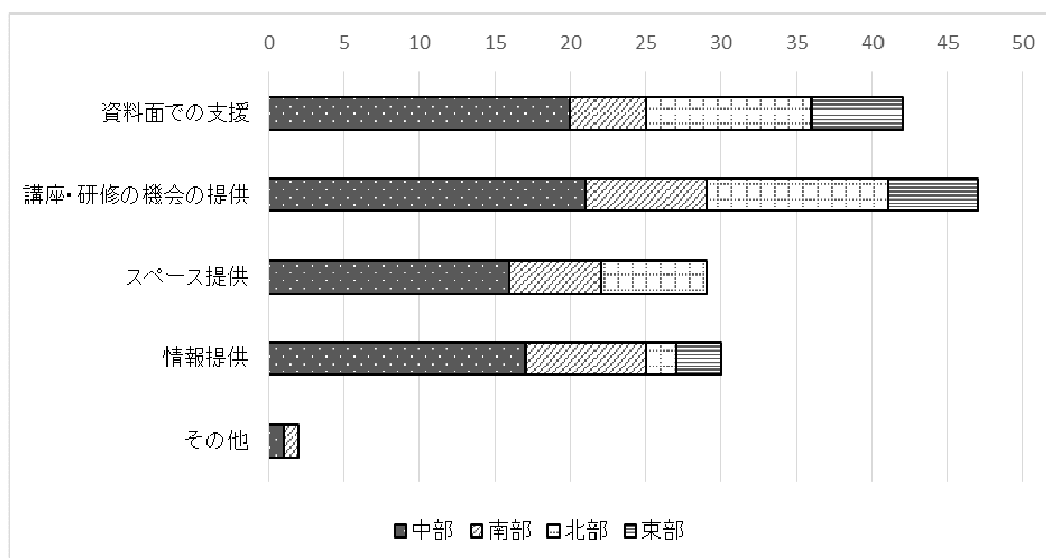 0 5 10 15 20 25 30 35 40 45 50
資料面での支援
講座・研修の機会の提供
スペース提供
情報提供
その他
中部 南部 北部 東部